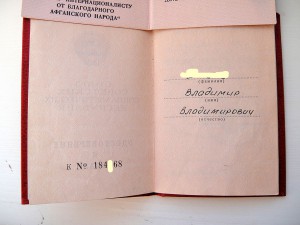 ИНТЕРНАЦИОНАЛИСТУ
ОТ БЛАГОДАРНОГО
АФГАНСКОГО НАРОДА"
(фамилия)
Владимир
(имя)
Владимирович
(отчество)
К № 184 68